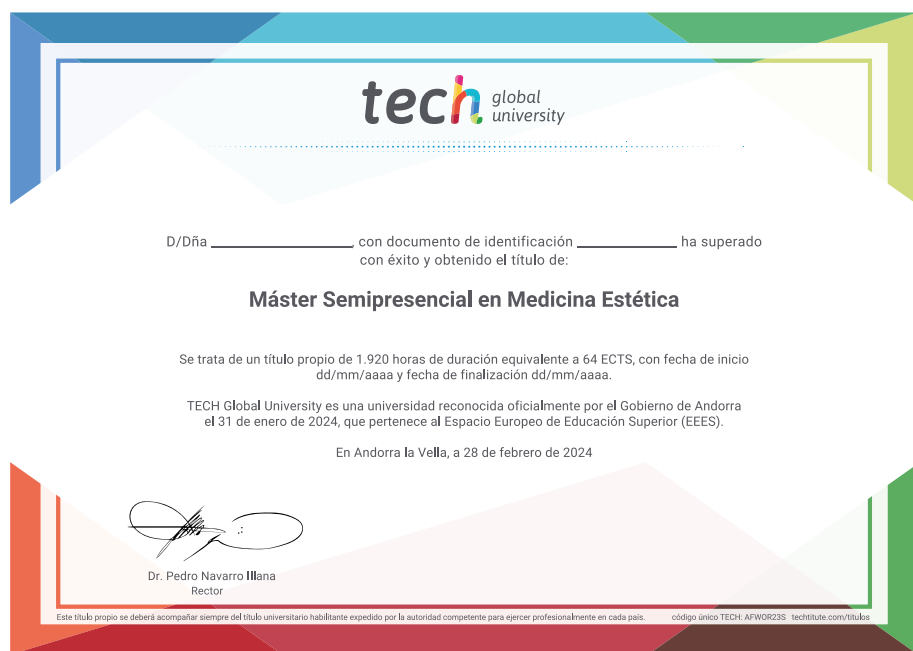 tech global university
D/Dña ____________________, con documento de identificación ______________ ha superado
con éxito y obtenido el título de:
Máster Semipresencial en Medicina Estética
Se trata de un título propio de 1.920 horas de duración equivalente a 64 ECTS, con fecha de inicio
dd/mm/aaaa y fecha de finalización dd/mm/aaaa.
TECH Global University es una universidad reconocida oficialmente por el Gobierno de Andorra
el 31 de enero de 2024, que pertenece al Espacio Europeo de Educación Superior (EEES).
En Andorra la Vella, a 28 de febrero de 2024
Dr. Pedro Navarro Illana
Rector
Este título propio se deberá acompañar siempre del título universitario habilitante expedido por la autoridad competente para ejercer profesionalmente en cada país. código único TECH: AFWOR23S techtitute.com/titulos